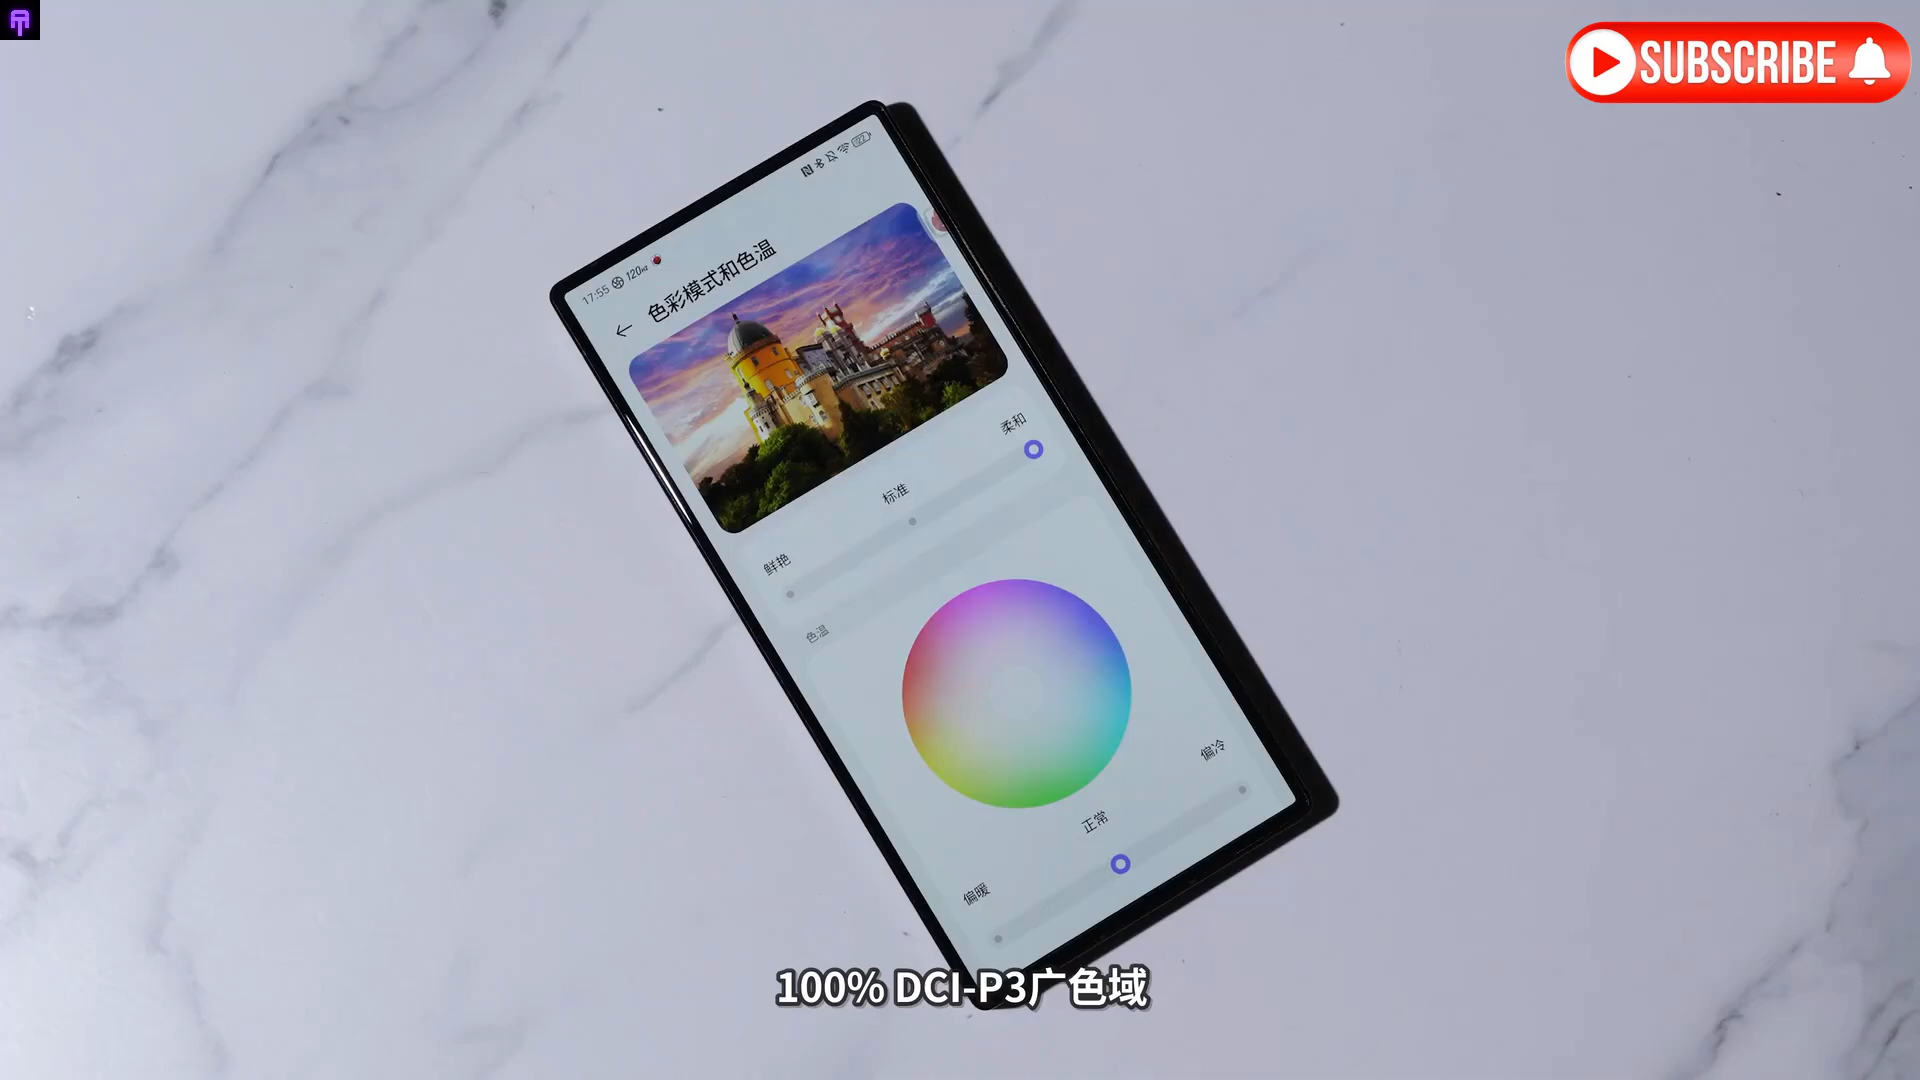 SUBSCRIBE
17:55 120Hz
22
色彩模式和色温
柔和
标准
鲜艳
色温
偏冷
正常
偏暖
100% DCI-P3广色域